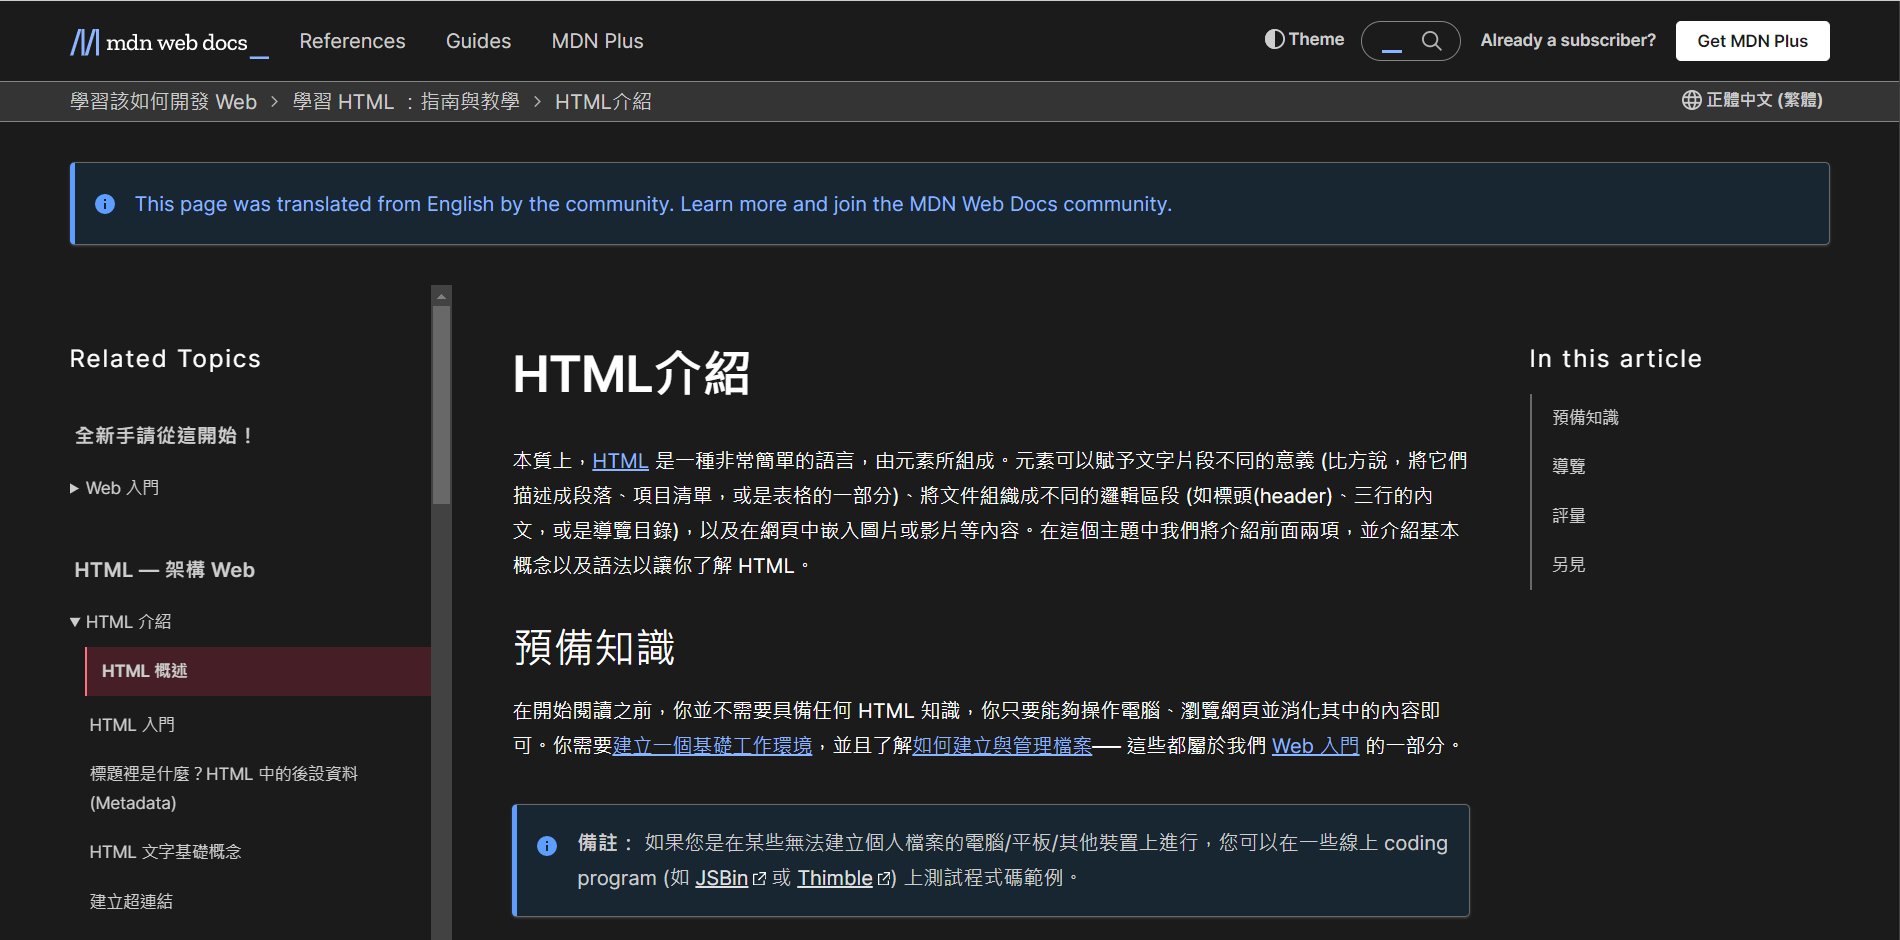 mdn web docs_
References
Guides
MDN Plus
Theme
Already a subscriber?
Get MDN Plus
學習該如何開發 Web > 學習 HTML ：指南與教學 > HTML介紹
正體中文 (繁體)
This page was translated from English by the community. Learn more and join the MDN Web Docs community.
Related Topics
全新手請從這開始！
Web 入門
HTML — 架構 Web
HTML 介紹
HTML 概述
HTML 入門
標題裡是什麼？HTML 中的後設資料
(Metadata)
HTML 文字基礎概念
建立超連結
HTML介紹
本質上，HTML 是一種非常簡單的語言，由元素所組成。元素可以賦予文字片段不同的意義 (比方說，將它們
描述成段落、項目清單，或是表格的一部分)、將文件組織成不同的邏輯區段 (如標頭(header)、三行的內
文，或是導覽目錄)，以及在網頁中嵌入圖片或影片等內容。在這個主題中我們將介紹前面兩項，並介紹基本
概念以及語法以讓你了解 HTML。
預備知識
在開始閱讀之前，你並不需要具備任何 HTML 知識，你只要能夠操作電腦、瀏覽網頁並消化其中的內容即
可。你需要建立一個基礎工作環境，並且了解如何建立與管理檔案—— 這些都屬於我們 Web 入門 的一部分。
備註： 如果您是在某些無法建立個人檔案的電腦/平板/其他裝置上進行，您可以在一些線上 coding
program (如 JSBin 或 Thimble) 上測試程式碼範例。
In this article
預備知識
導覽
評量
另見